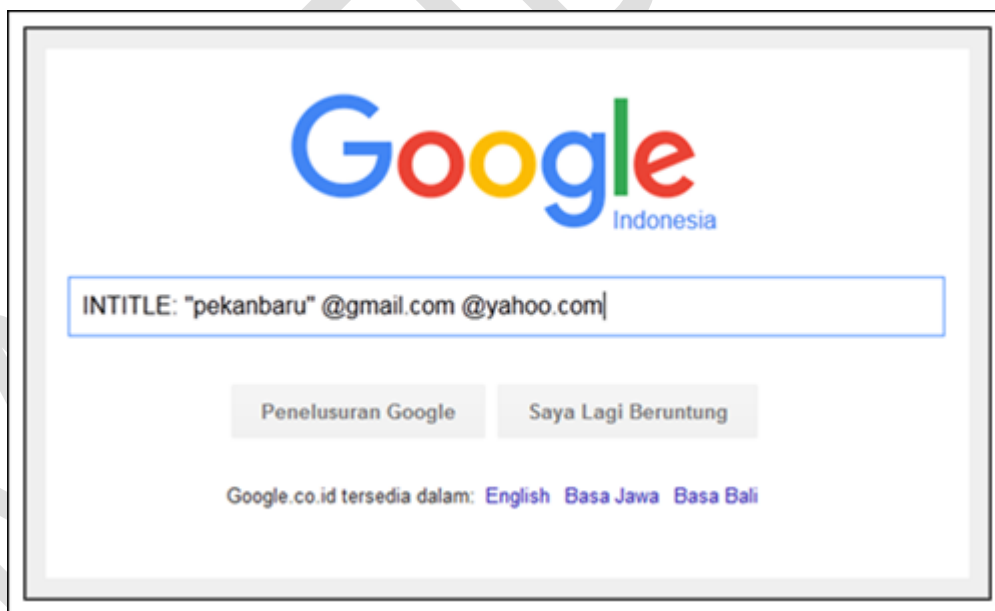 Google
Indonesia
INTITLE: "pekanbaru" @gmail.com @yahoo.com
Penelusuran Google Saya Lagi Beruntung
Google.co.id tersedia dalam: English Basa Jawa Basa Bali